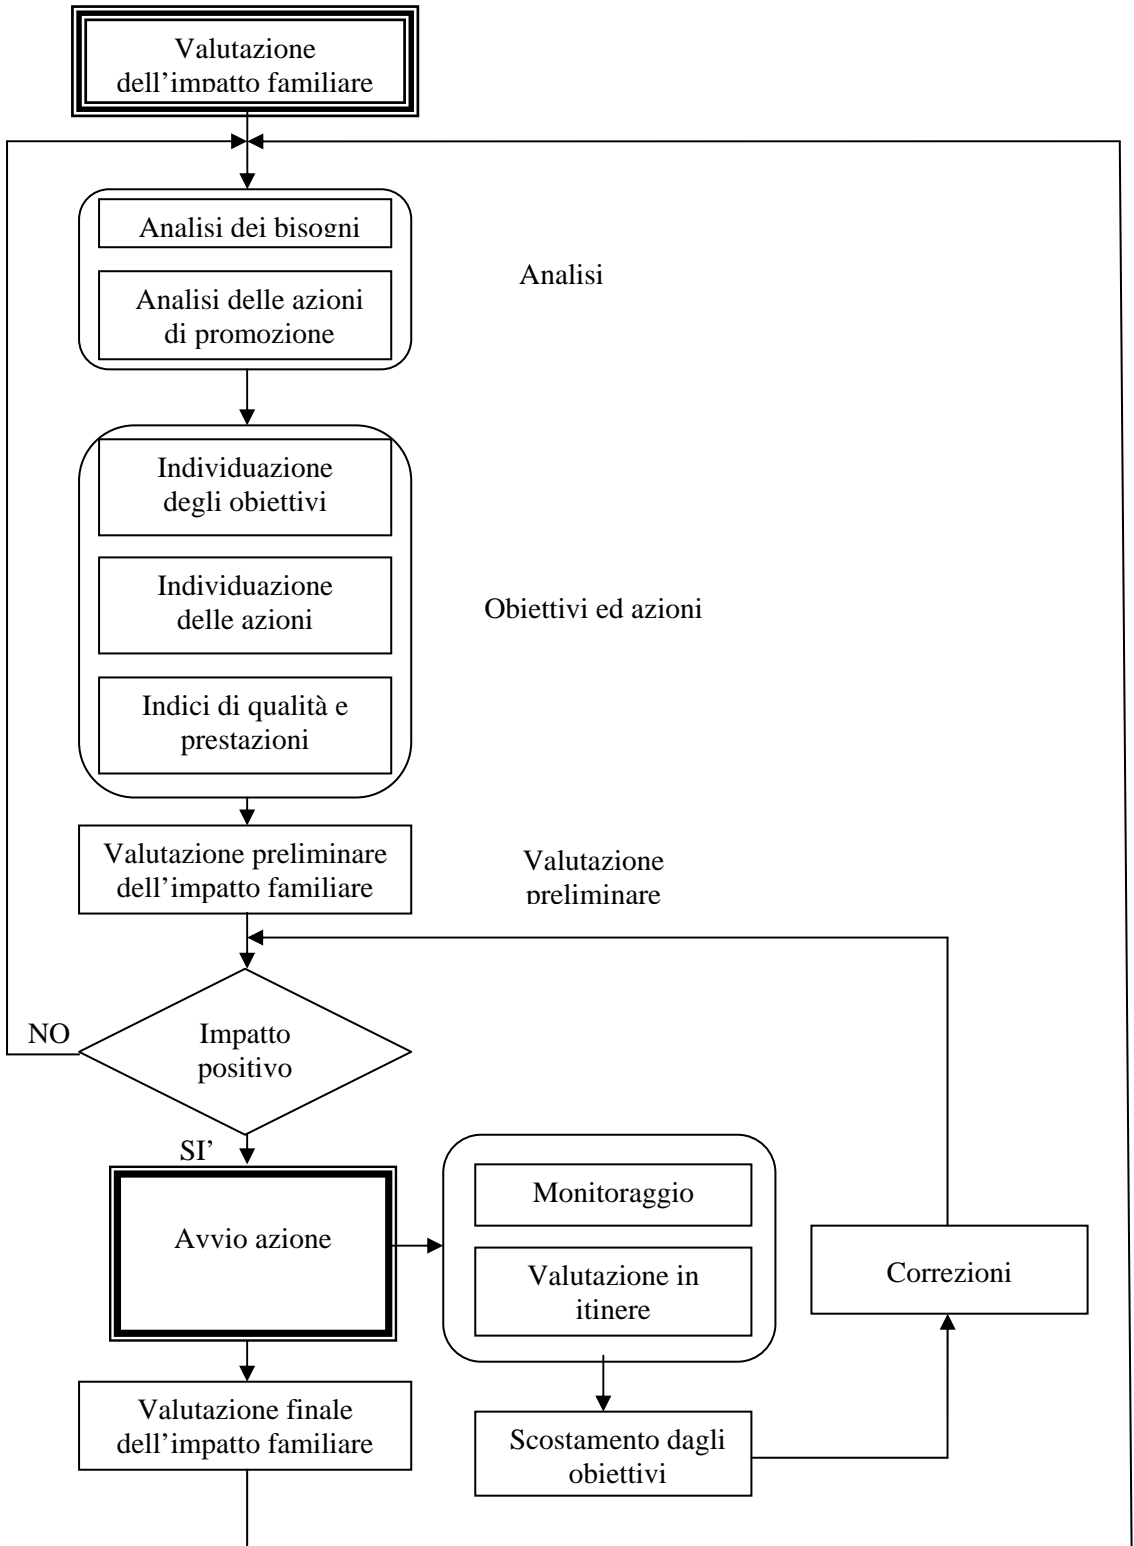 Valutazione
dell’impatto familiare
Analisi dei bisogni
Analisi delle azioni
di promozione
Analisi
Individuazione
degli obiettivi
Individuazione
delle azioni
Obiettivi ed azioni
Indici di qualità e
prestazioni
Valutazione preliminare
dell’impatto familiare
Valutazione
preliminare
NO
Impatto
positivo
SI’
Avvio azione
Monitoraggio
Valutazione in
itinere
Correzioni
Valutazione finale
dell’impatto familiare
Scostamento dagli
obiettivi